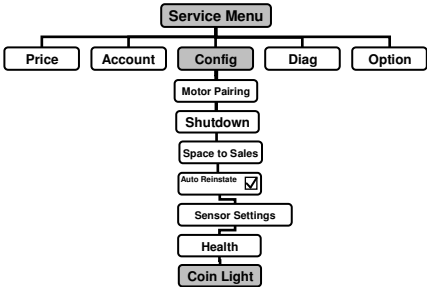 Service Menu
Price Account Config Diag Option
Motor Pairing
Shutdown
Space to Sales
Auto Reinstate
Sensor Settings
Health
Coin Light